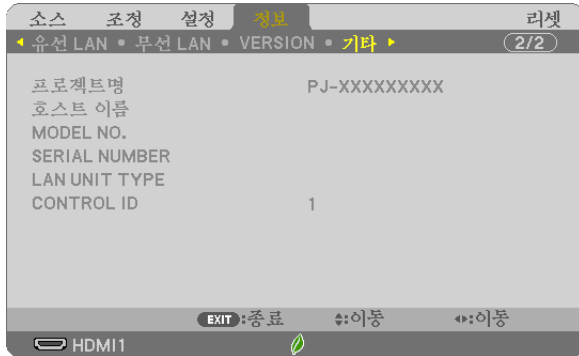 소스 조정 설정 정보 리셋
유선 LAN • 무선 LAN • VERSION • 기타 2/2
프로젝트명 PJ-XXXXXXXXX
호스트 이름
MODEL NO.
SERIAL NUMBER
LAN UNIT TYPE
CONTROL ID 1
EXIT :종료 :이동 :이동
HDMI1